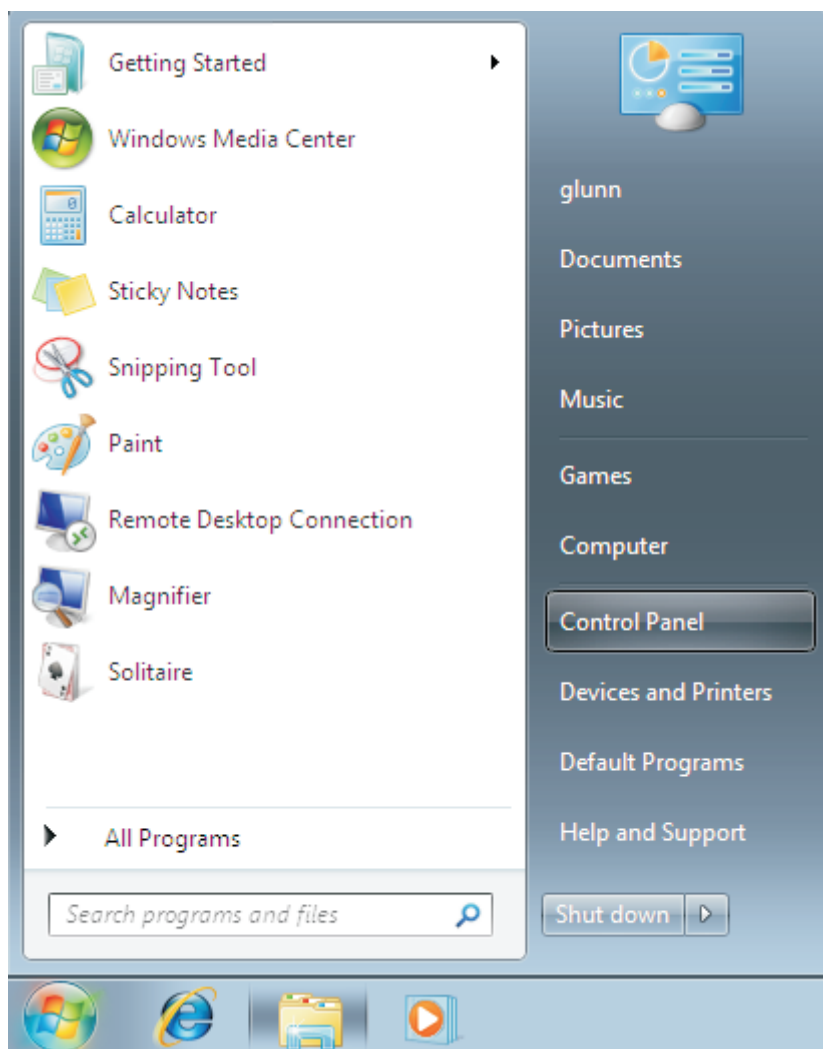 Getting Started
Windows Media Center
Calculator
Sticky Notes
Snipping Tool
Paint
Remote Desktop Connection
Magnifier
Solitaire
All Programs
Search programs and files
glunn
Documents
Pictures
Music
Games
Computer
Control Panel
Devices and Printers
Default Programs
Help and Support
Shut down